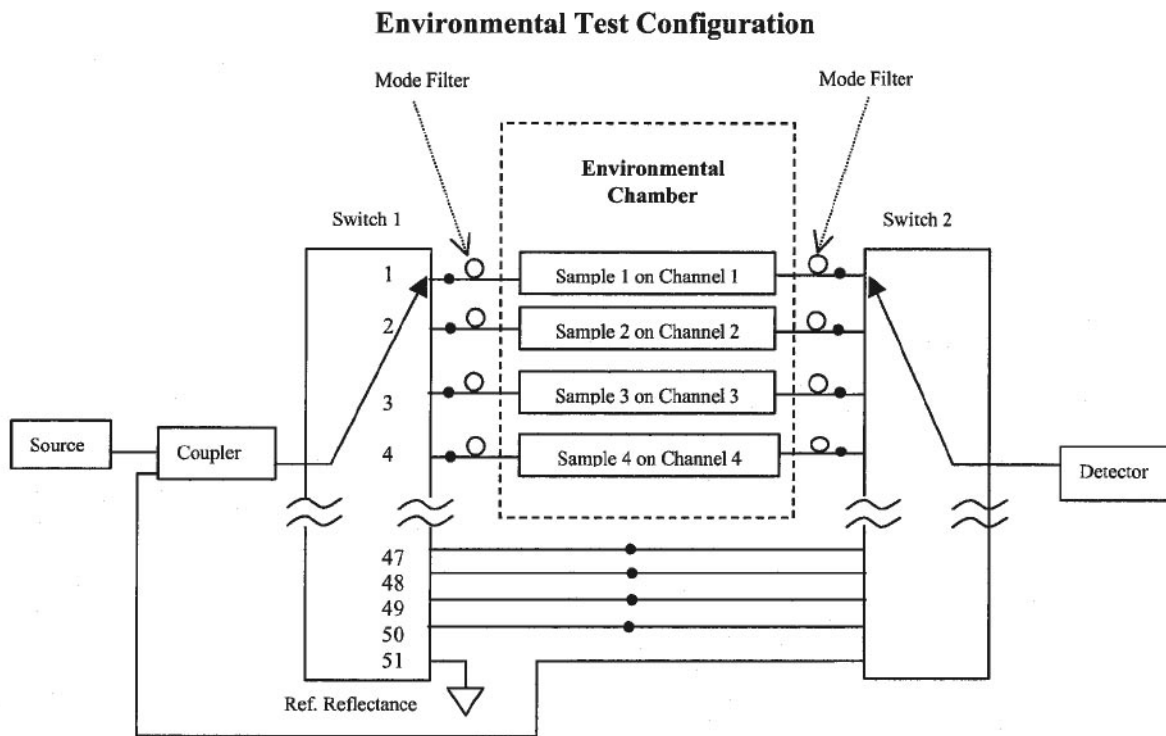 Environmental Test Configuration
Mode Filter
Mode Filter
Environmental
Chamber
Switch 1
Switch 2
1
Sample 1 on Channel 1
2
Sample 2 on Channel 2
3
Sample 3 on Channel 3
4
Sample 4 on Channel 4
Source
Coupler
Detector
47
48
49
50
51
Ref. Reflectance